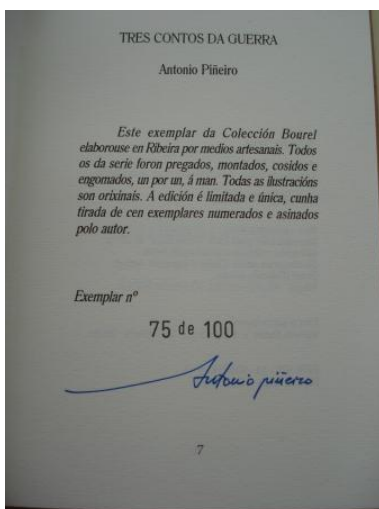 TRES CONTOS DA GUERRA
Antonio Piñeiro
Este exemplar da Colección Bourel
elaborouse en Ribeira por medios artesanais. Todos
os da serie foron pregados, montados, cosidos e
engomados, un por un, á man. Todas as ilustracións
son orixinais. A edición é limitada e única, cunha
tirada de cen exemplares numerados e asinados
polo autor.
Exemplar nº
75 de 100
Antonio piñeiro
7